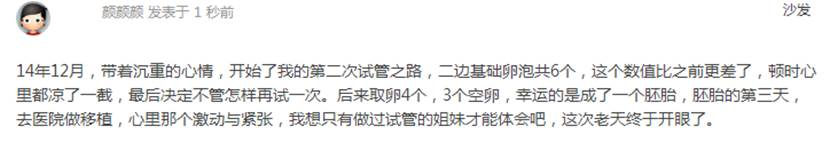 颜颜颜 发表于 1 秒前
沙发
14年12月，带着沉重的心情，开始了我的第二次试管之路，二边基础卵泡共6个，这个数值比之前更差了，顿时心
里都凉了一截，最后决定不管怎样再试一次。后来取卵4个，3个空卵，幸运的是成了一个胚胎，胚胎的第三天，
去医院做移植，心里那个激动与紧张，我想只有做过试管的姐妹才能体会吧，这次老天终于开眼了。